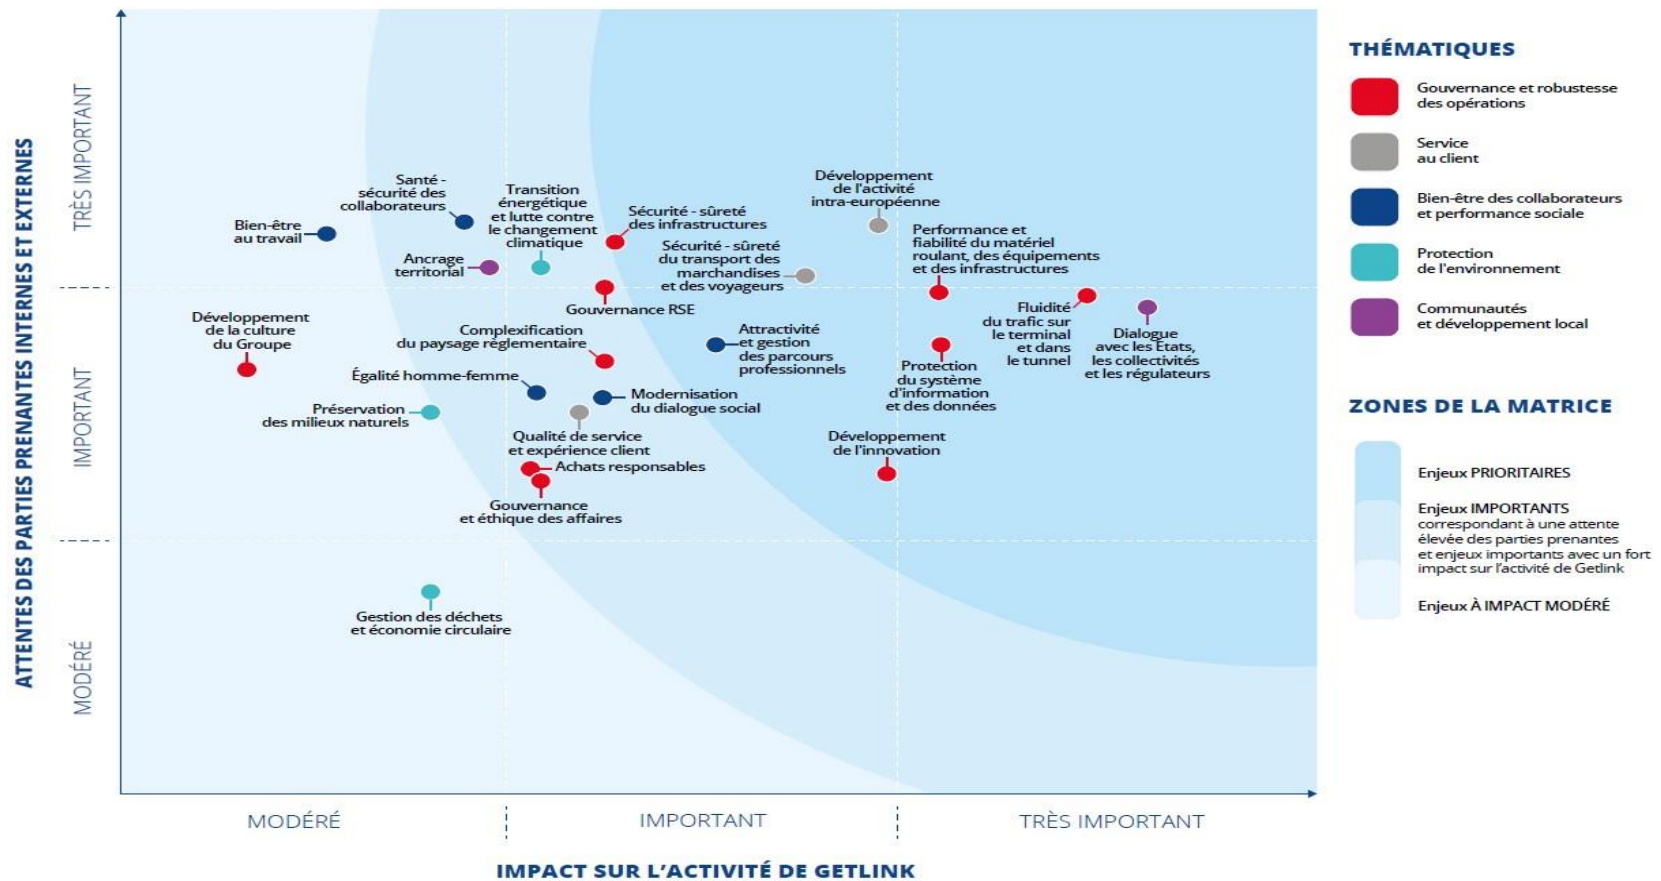 ATTENTES DES PARTIES PRENANTES INTERNES ET EXTERNES
TRÈS IMPORTANT
IMPORTANT
MODÉRÉ
Bien-être
au travail
Santé -
sécurité des
collaborateurs
Ancrage
territorial
Transition
énergétique
et lutte contre
le changement
climatique
Sécurité - sûreté
des infrastructures
Sécurité - sûreté
du transport des
marchandises
et des voyageurs
Développement
de l'activité
intra-européenne
Performance et
fiabilité du matériel
roulant, des équipements
et des infrastructures
Gouvernance RSE
Développement
de la culture
du Groupe
Complexification
du paysage réglementaire
Attractivité
et gestion
des parcours
professionnels
Fluidité
du trafic sur
le terminal
et dans
le tunnel
Dialogue
avec les États,
les collectivités
et les régulateurs
Protection
du système
d'information
et des données
Égalité homme-femme
Modernisation
du dialogue social
Préservation
des milieux naturels
Qualité de service
et expérience client
Achats responsables
Gouvernance
et éthique des affaires
Développement
de l'innovation
Gestion des déchets
et économie circulaire
MODÉRÉ
IMPORTANT
TRÈS IMPORTANT
IMPACT SUR L'ACTIVITÉ DE GETLINK
THÉMATIQUES
Gouvernance et robustesse
des opérations
Service
au client
Bien-être des collaborateurs
et performance sociale
Protection
de l'environnement
Communautés
et développement local
ZONES DE LA MATRICE
Enjeux PRIORITAIRES
Enjeux IMPORTANTS
correspondant à une attente
élevée des parties prenantes
et enjeux importants avec un fort
impact sur l'activité de Getlink
Enjeux À IMPACT MODÉRÉ